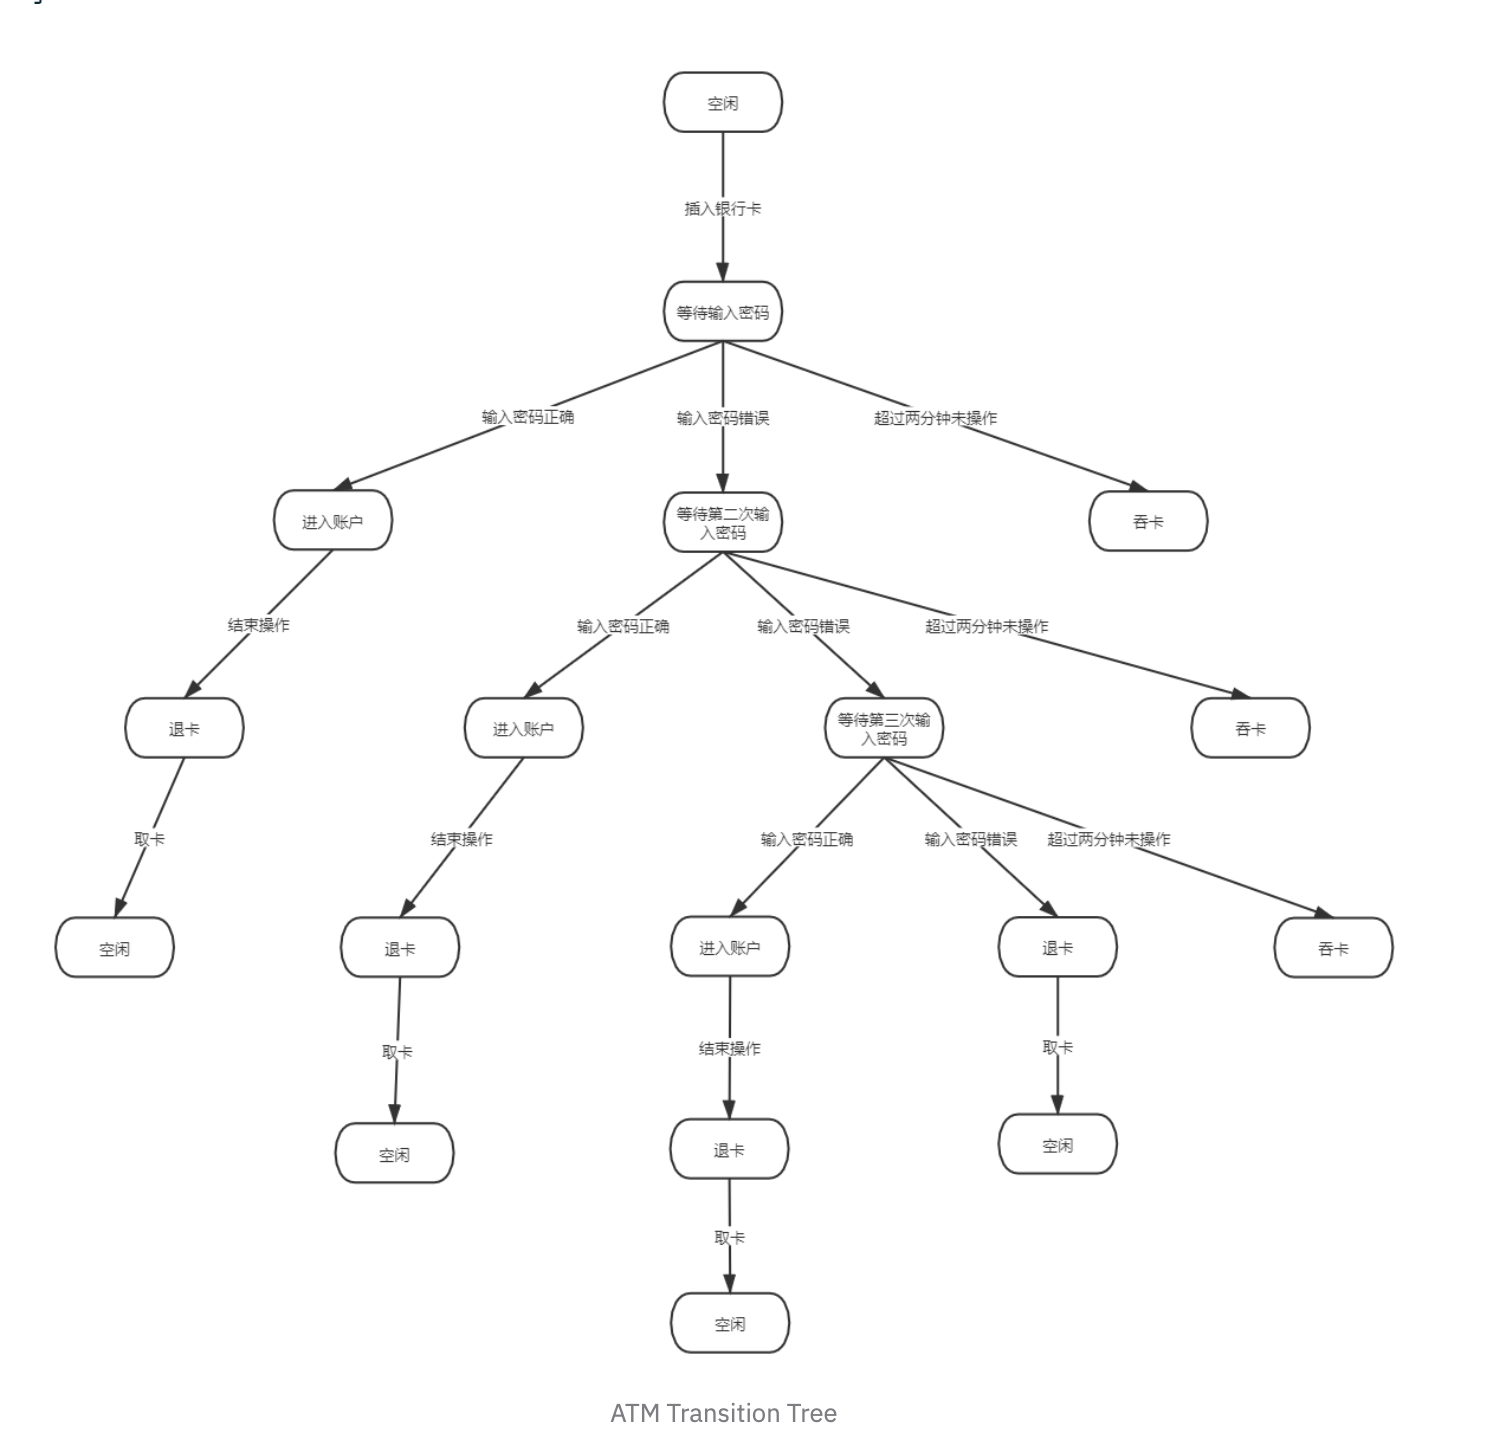 空闲
插入银行卡
等待输入密码
输入密码正确
输入密码错误
超过两分钟未操作
进入账户
等待第二次输
入密码
吞卡
结束操作
输入密码正确
输入密码错误
超过两分钟未操作
退卡
进入账户
等待第三次输
入密码
吞卡
取卡
结束操作
输入密码正确
输入密码错误
超过两分钟未操作
空闲
退卡
进入账户
退卡
吞卡
取卡
结束操作
取卡
空闲
退卡
空闲
取卡
空闲
ATM Transition Tree